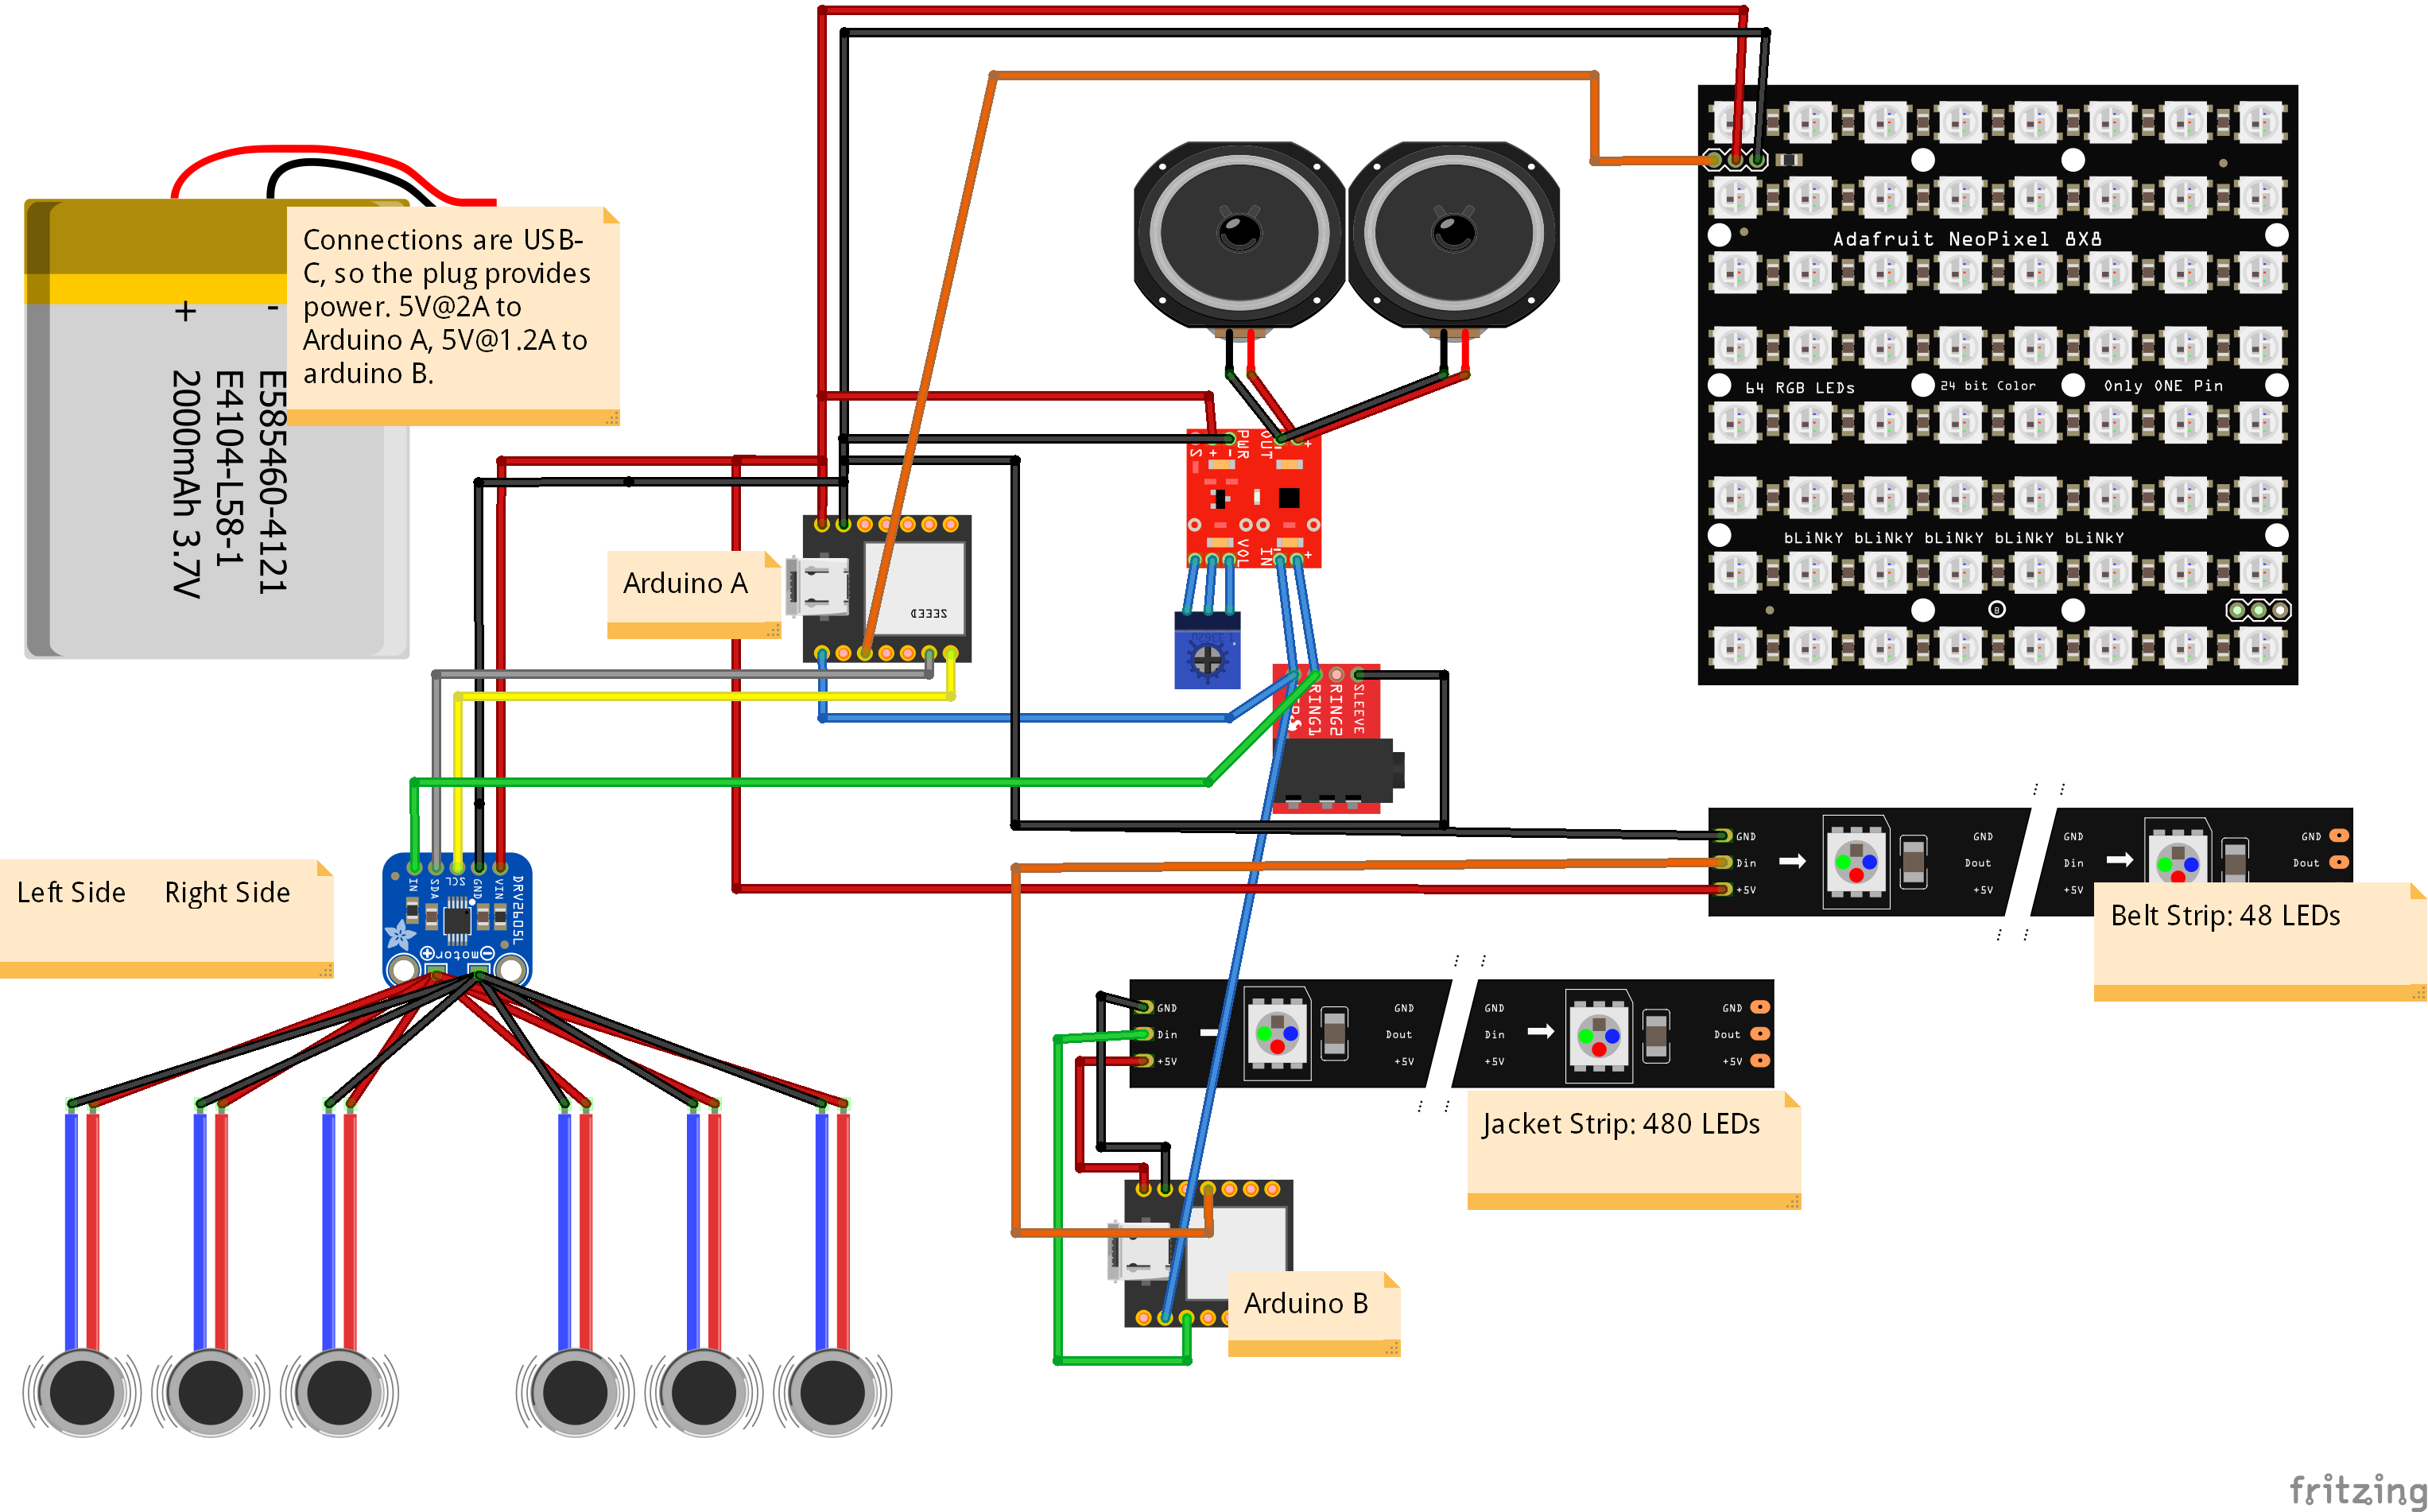 Connections are USB-
C, so the plug provides
power. 5V@2A to
Arduino A, 5V@1.2A to
arduino B.
+ -
E585460-4121
E4104-L58-1
2000mAh 3.7V
Adafruit NeoPixel 8X8
64 RGB LEDs
24 bit Color
Only ONE Pin
bLiNkY bLiNkY bLiNkY bLiNkY bLiNkY
B
PWR
OUT
S + -
- +
VOL
IN
- +
Arduino A
SEEED
3362U
RING1
RING2
SLEEVE
Left Side Right Side
IN
SDA
SCL
GND
VIN
DRV2605L
motor
GND GND GND GND
Din Dout Din Dout
+5V +5V +5V
Belt Strip: 48 LEDs
GND GND GND GND
Din Dout Din Dout
+5V +5V +5V +5V
Jacket Strip: 480 LEDs
Arduino B
fritzing